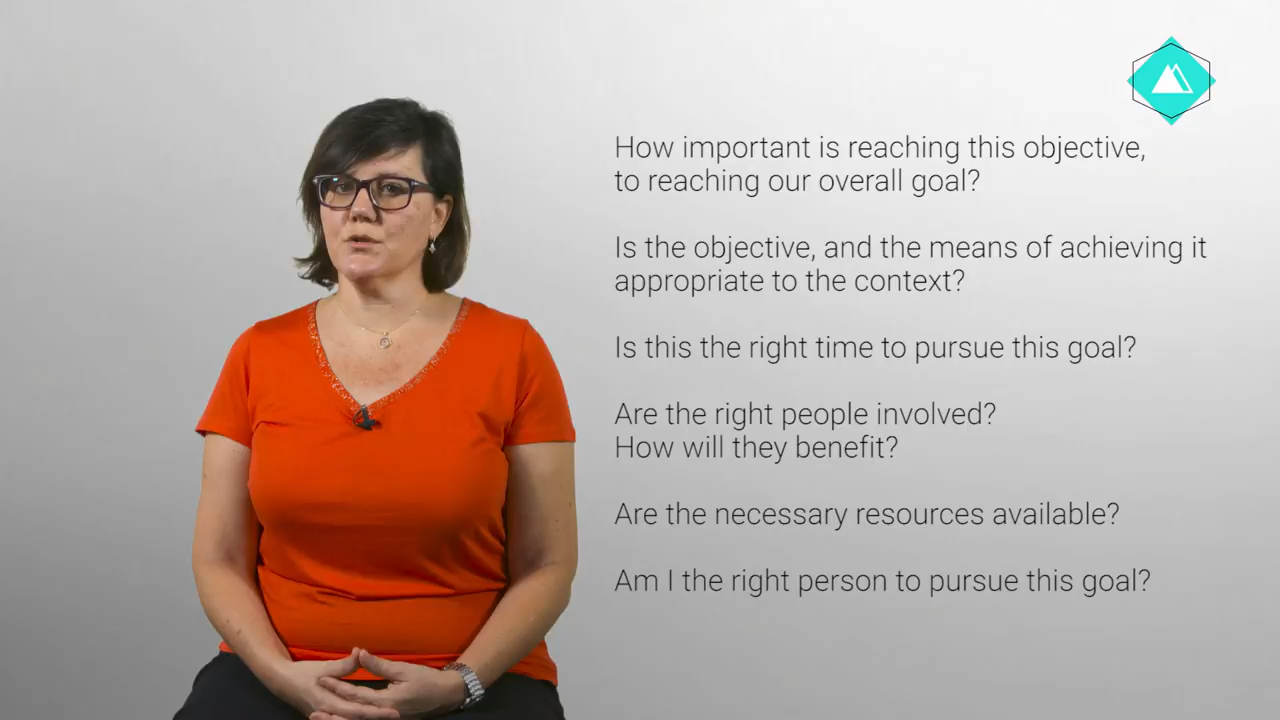 How important is reaching this objective,
to reaching our overall goal?
Is the objective, and the means of achieving it
appropriate to the context?
Is this the right time to pursue this goal?
Are the right people involved?
How will they benefit?
Are the necessary resources available?
Am I the right person to pursue this goal?